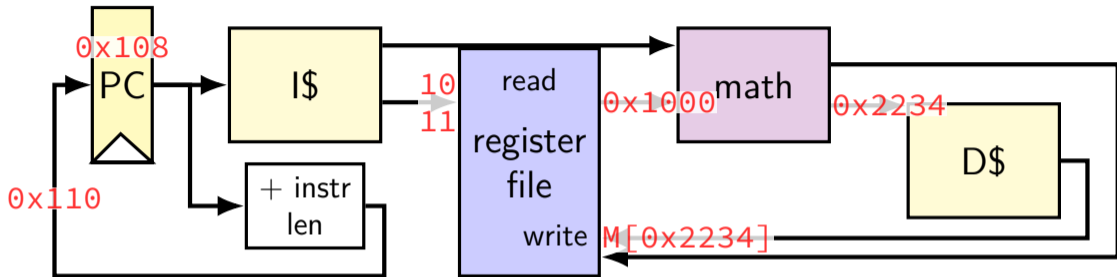 0x108
PC
I$
10
11
read
register
file
write
0x1000
math
0x2234
D$
0x110
+ instr
len
M[0x2234]